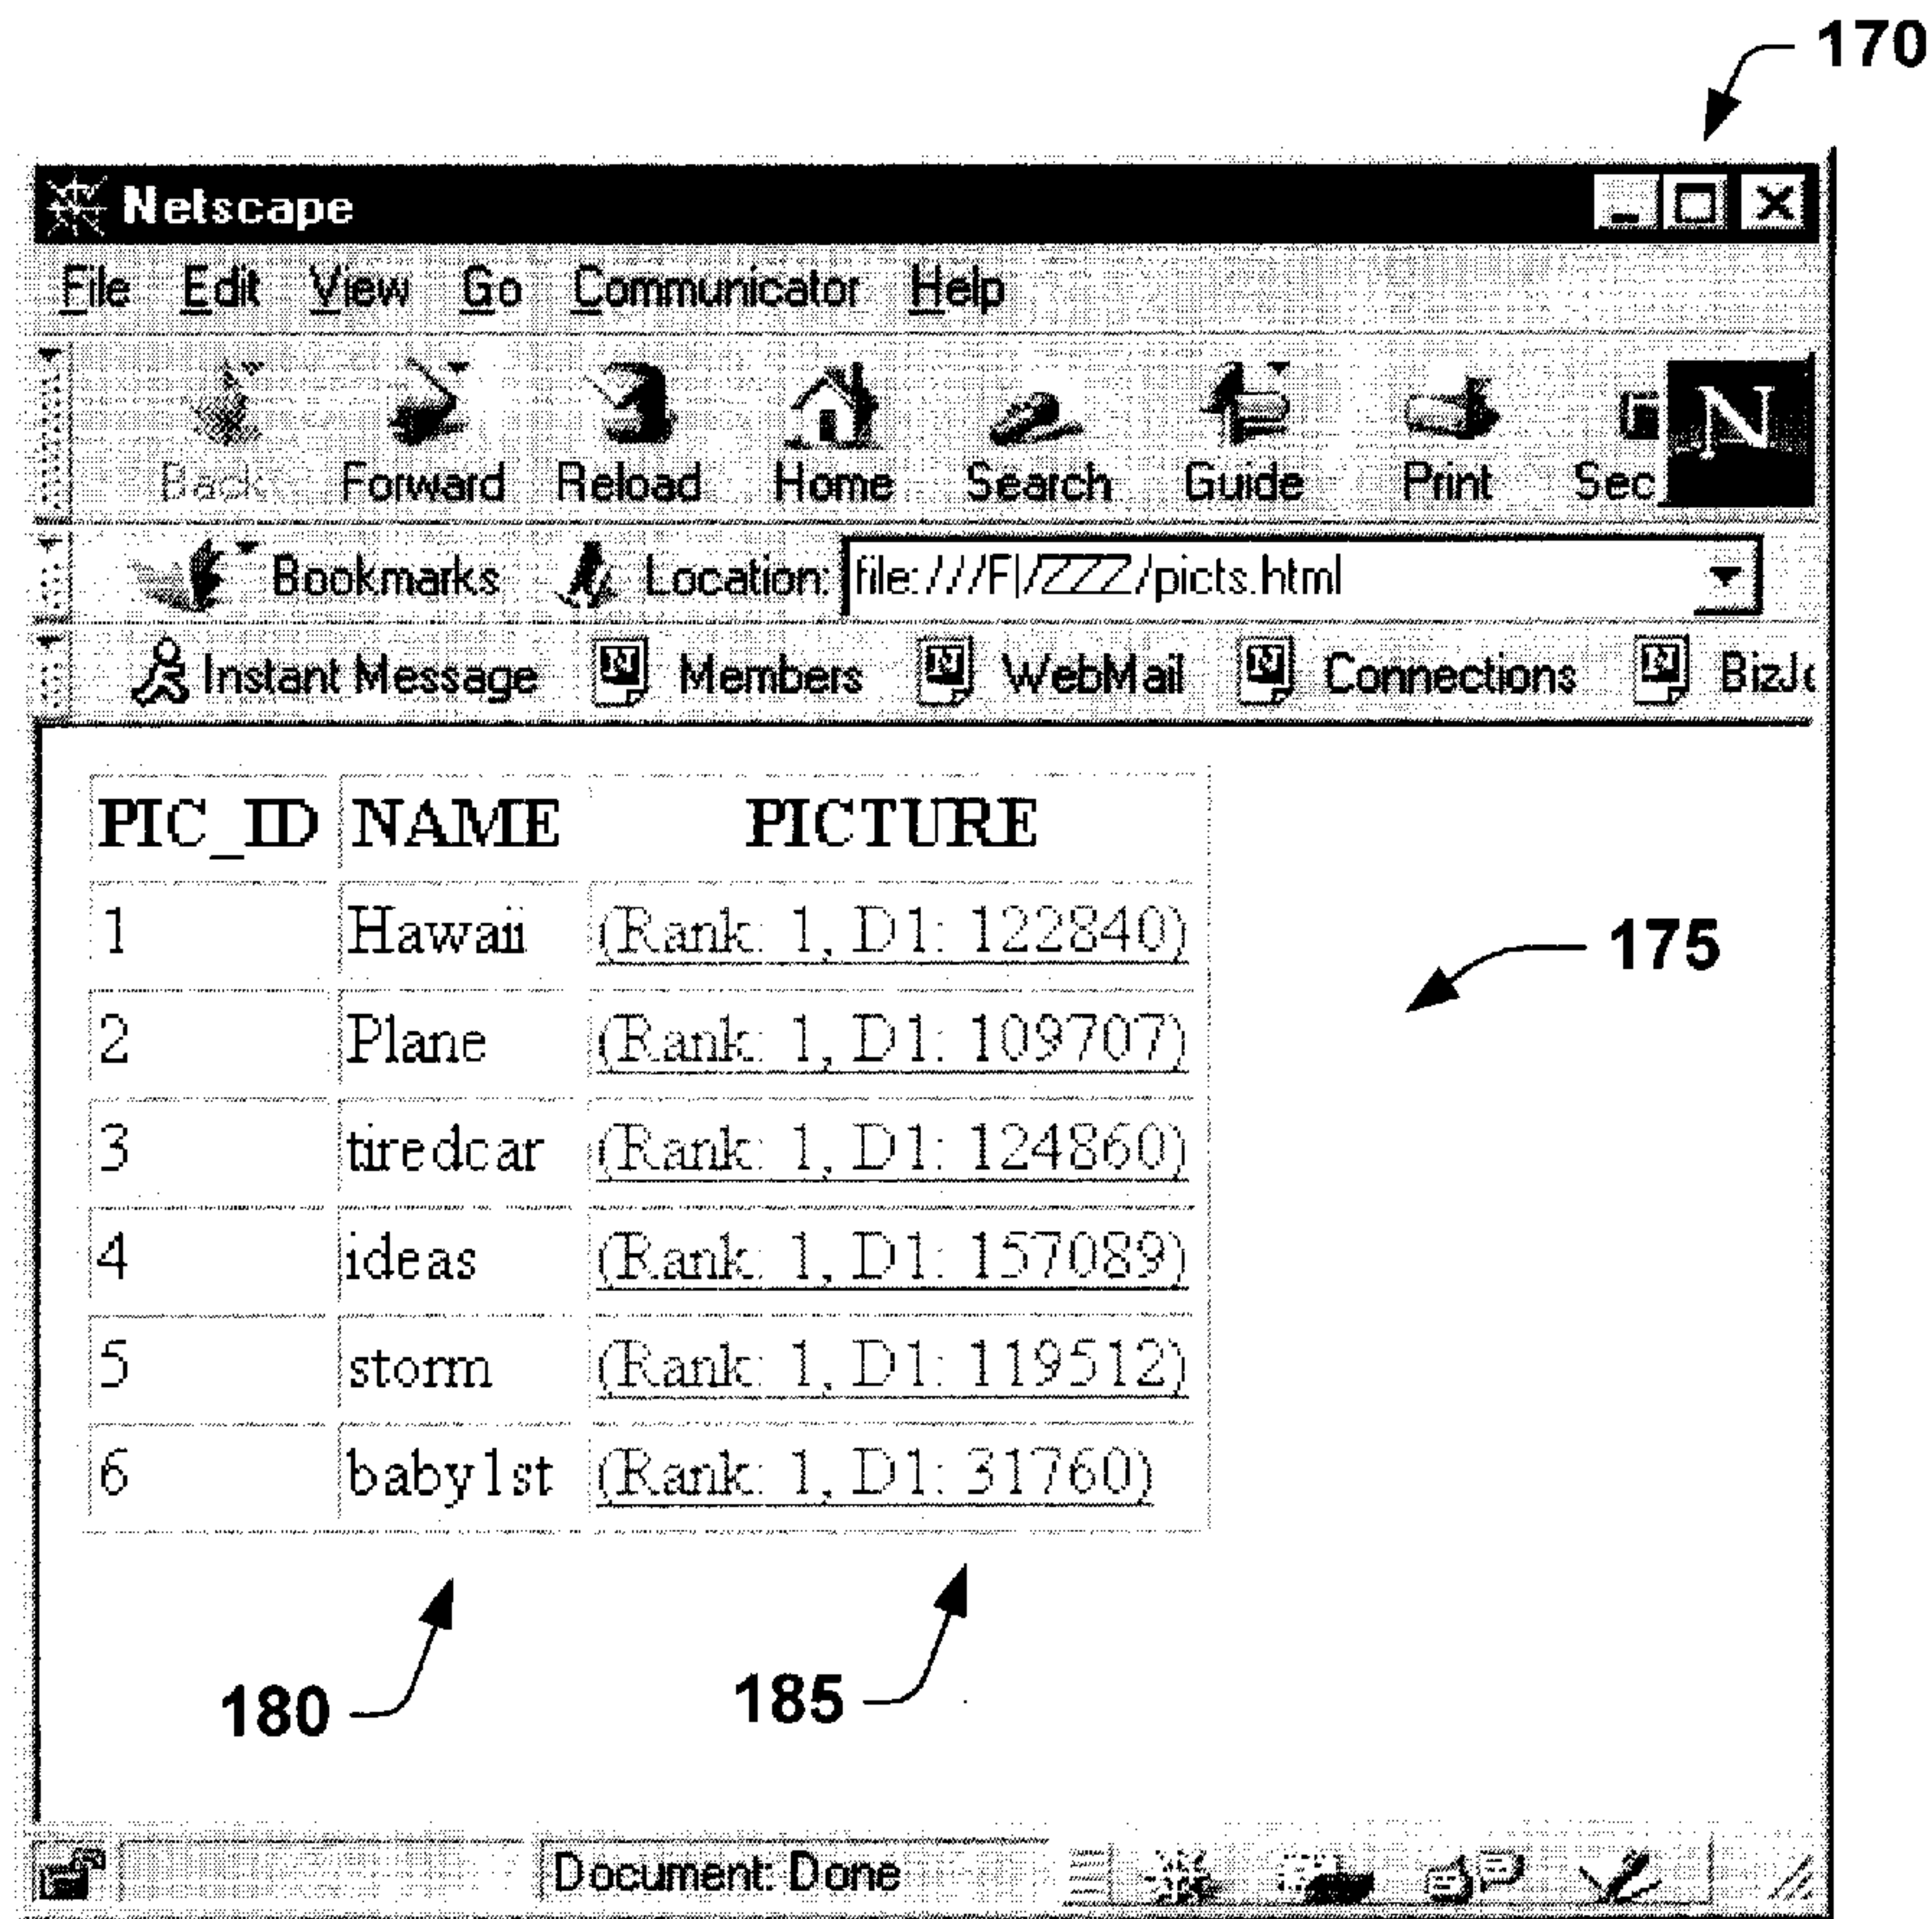 170
Netscape
File Edit View Go Communicator Help
Back Forward Reload Home Search Guide Print Sec N
Bookmarks Location: file:///F|/ZZZ/picts.html
Instant Message Members WebMail Connections BizJ
PIC_ID NAME PICTURE
1 Hawaii (Rank: 1, D1: 122840)
175
2 Plane (Rank: 1, D1: 109707)
3 tiredcar (Rank: 1, D1: 124860)
4 ideas (Rank: 1, D1: 157089)
5 storm (Rank: 1, D1: 119512)
6 baby1st (Rank: 1, D1: 31760)
180 185
Document: Done